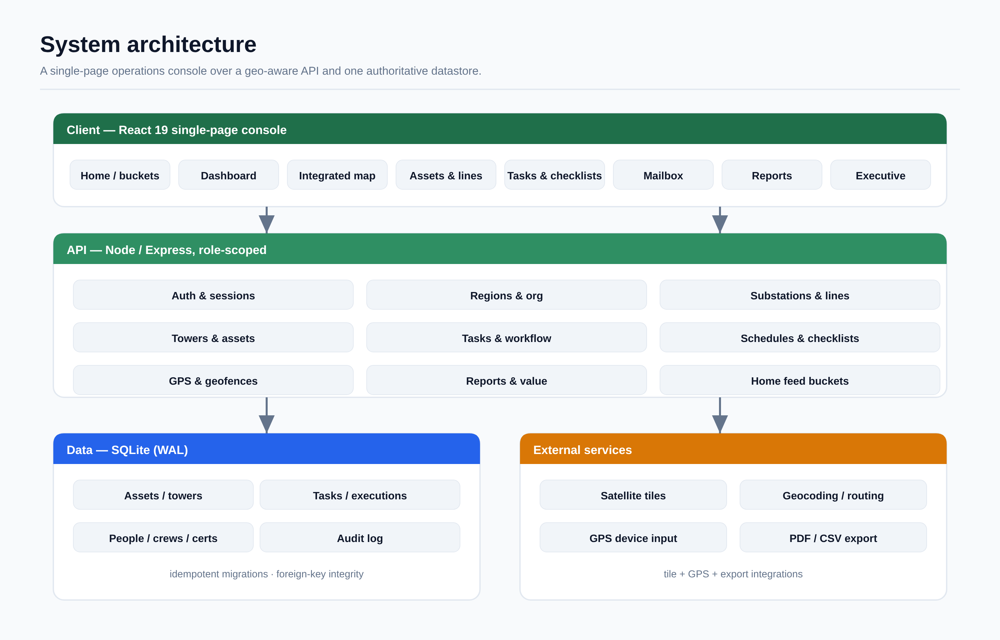 System architecture
A single-page operations console over a geo-aware API and one authoritative datastore.
Client — React 19 single-page console
Home / buckets
Dashboard
Integrated map
Assets & lines
Tasks & checklists
Mailbox
Reports
Executive
API — Node / Express, role-scoped
Auth & sessions
Regions & org
Substations & lines
Towers & assets
Tasks & workflow
Schedules & checklists
GPS & geofences
Reports & value
Home feed buckets
Data — SQLite (WAL)
Assets / towers
Tasks / executions
People / crews / certs
Audit log
idempotent migrations · foreign-key integrity
External services
Satellite tiles
Geocoding / routing
GPS device input
PDF / CSV export
tile + GPS + export integrations